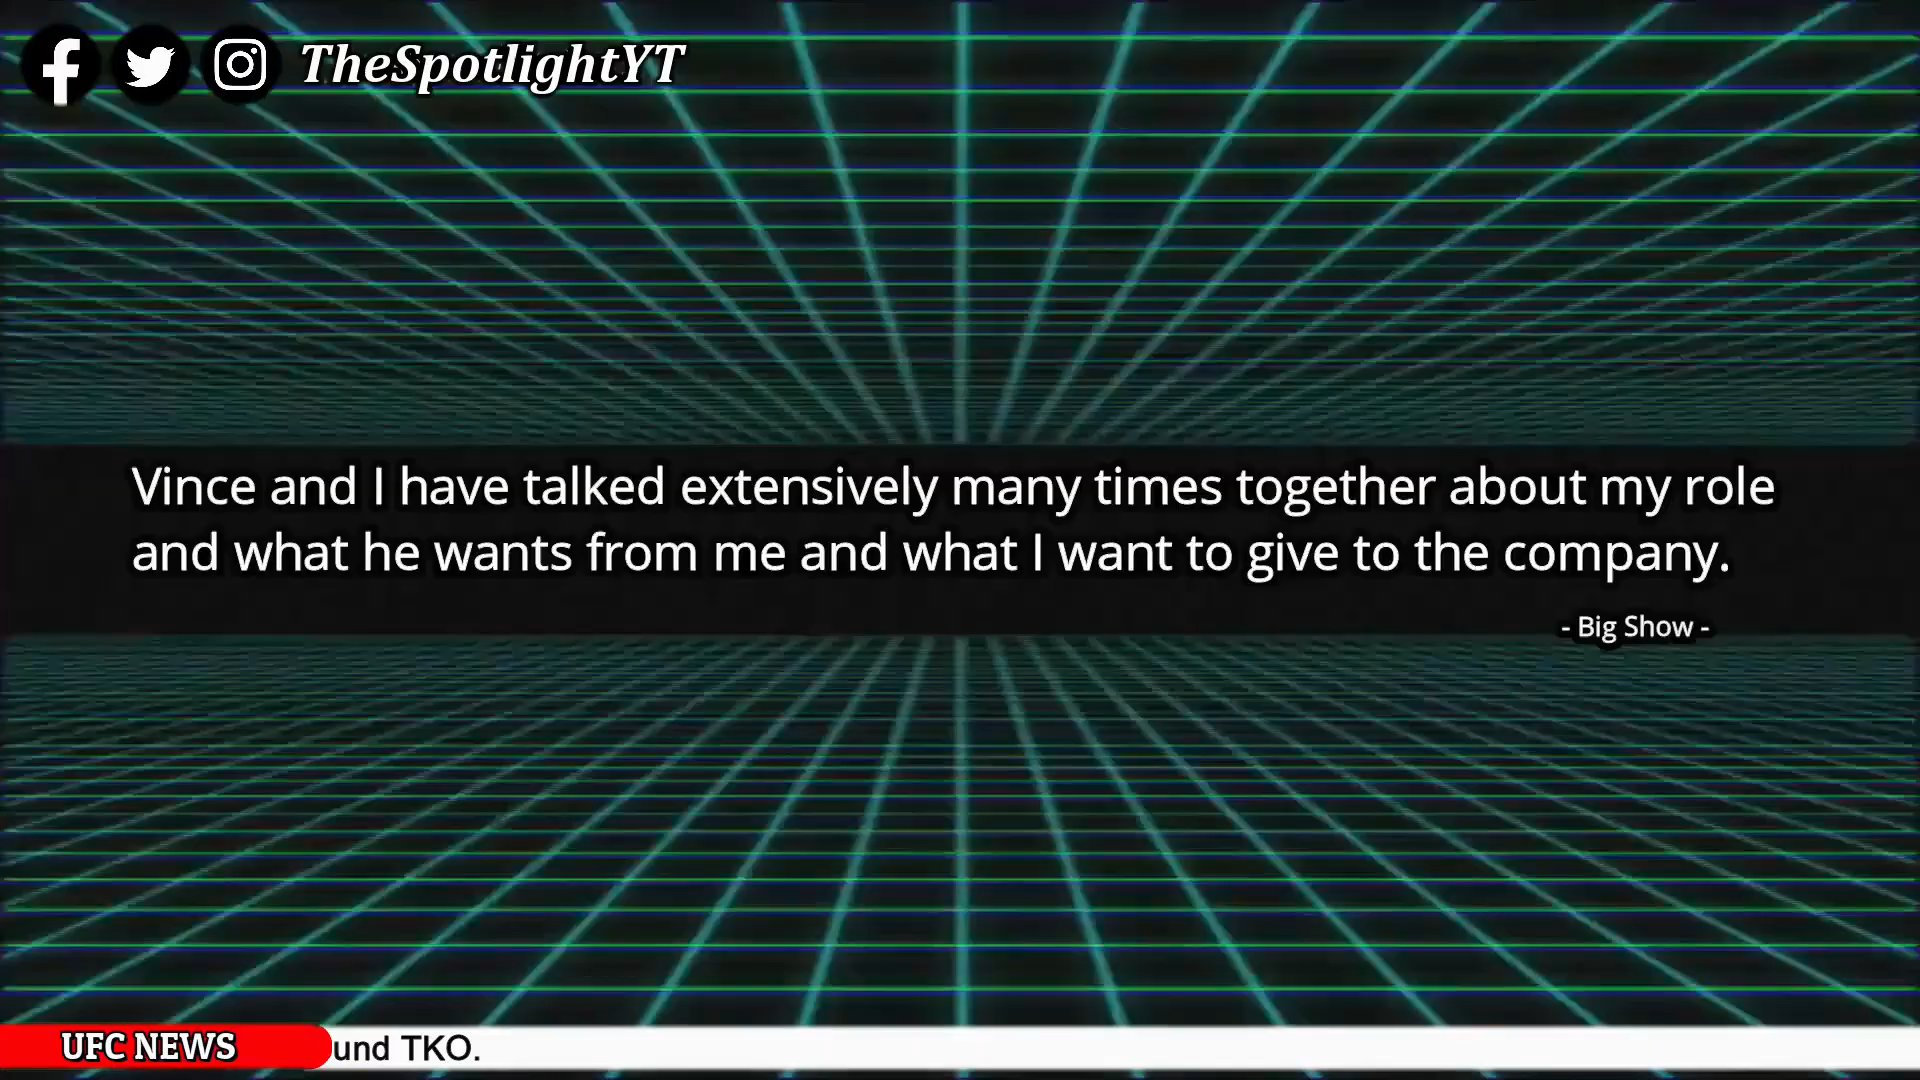 TheSpotlightYT
Vince and I have talked extensively many times together about my role
and what he wants from me and what I want to give to the company.
- Big Show -
UFC NEWS
und TKO.